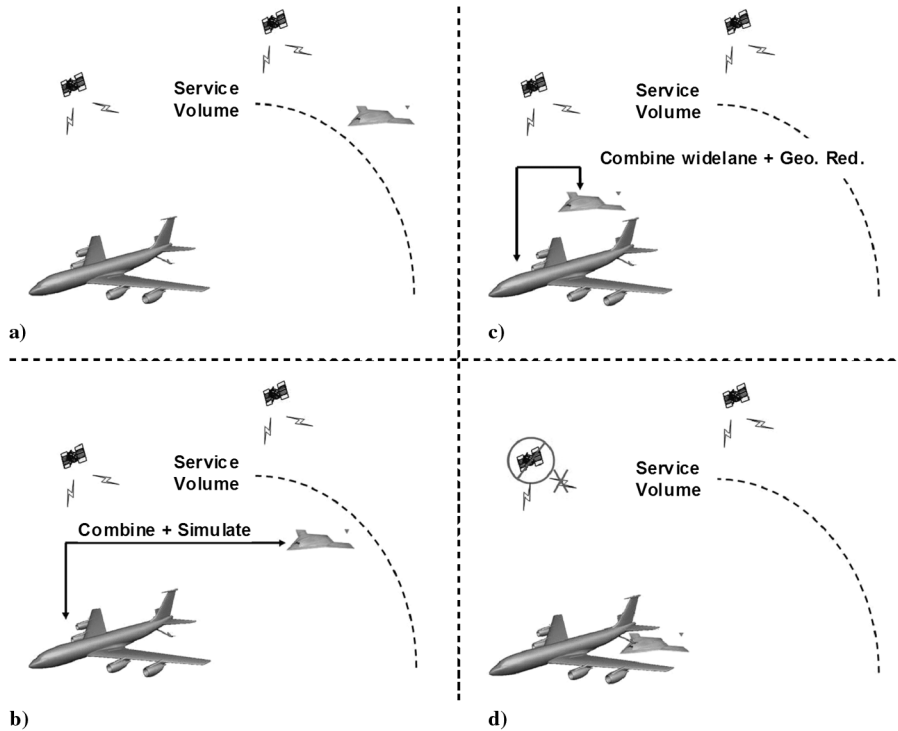 Service
Volume
a)
Service
Volume
Combine widelane + Geo. Red.
c)
Service
Volume
Combine + Simulate
b)
Service
Volume
d)